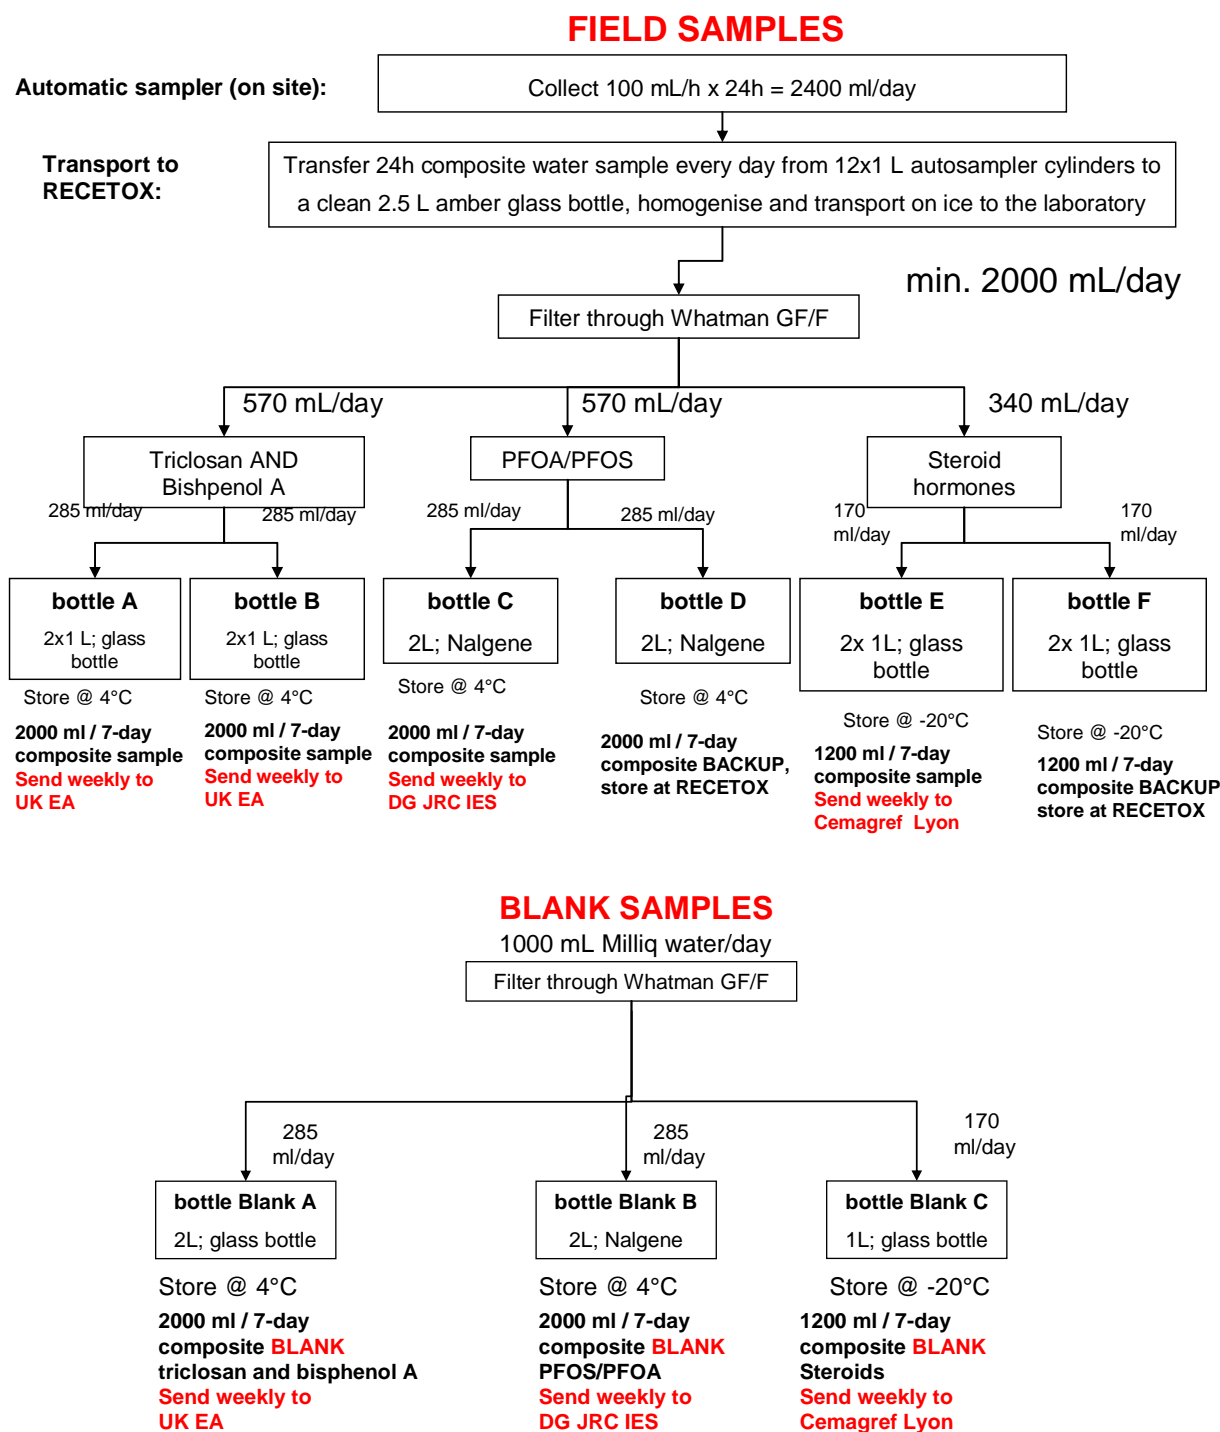 FIELD SAMPLES
Automatic sampler (on site):
Collect 100 mL/h x 24h = 2400 ml/day
Transport to
RECETOX:
Transfer 24h composite water sample every day from 12x1 L autosampler cylinders to
a clean 2.5 L amber glass bottle, homogenise and transport on ice to the laboratory
min. 2000 mL/day
Filter through Whatman GF/F
570 mL/day
570 mL/day
340 mL/day
Triclosan AND
Bishpenol A
PFOA/PFOS
Steroid
hormones
285 ml/day
285 ml/day
285 ml/day
285 ml/day
170
ml/day
170
ml/day
bottle A
2x1 L; glass
bottle
Store @ 4°C
2000 ml / 7-day
composite sample
Send weekly to
UK EA
bottle B
2x1 L; glass
bottle
Store @ 4°C
2000 ml / 7-day
composite sample
Send weekly to
UK EA
bottle C
2L; Nalgene
Store @ 4°C
2000 ml / 7-day
composite sample
Send weekly to
DG JRC IES
bottle D
2L; Nalgene
Store @ 4°C
2000 ml / 7-day
composite BACKUP,
store at RECETOX
bottle E
2x 1L; glass
bottle
Store @ -20°C
1200 ml / 7-day
composite sample
Send weekly to
Cemagref Lyon
bottle F
2x 1L; glass
bottle
Store @ -20°C
1200 ml / 7-day
composite BACKUP
store at RECETOX
BLANK SAMPLES
1000 mL Milliq water/day
Filter through Whatman GF/F
285
ml/day
285
ml/day
170
ml/day
bottle Blank A
2L; glass bottle
Store @ 4°C
2000 ml / 7-day
composite BLANK
triclosan and bisphenol A
Send weekly to
UK EA
bottle Blank B
2L; Nalgene
Store @ 4°C
2000 ml / 7-day
composite BLANK
PFOS/PFOA
Send weekly to
DG JRC IES
bottle Blank C
1L; glass bottle
Store @ -20°C
1200 ml / 7-day
composite BLANK
Steroids
Send weekly to
Cemagref Lyon